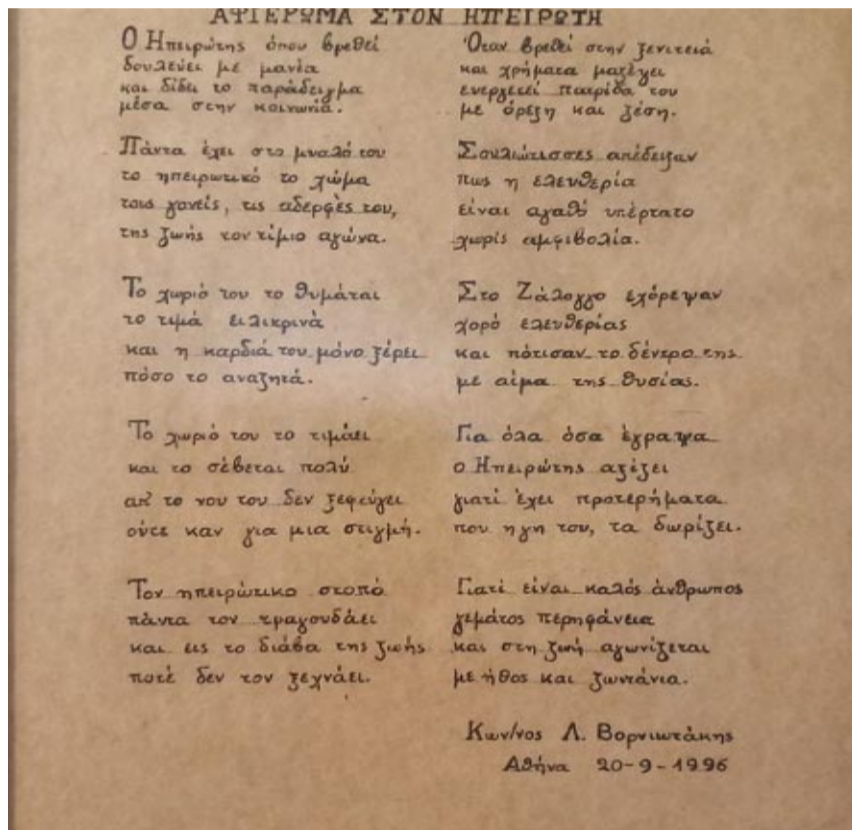 ΑΦΙΕΡΩΜΑ ΣΤΟΝ ΗΠΕΙΡΩΤΗ
Ο Ηπειρώτης όπου βρεθεί
δουλεύει με μανία
και δίδει το παράδειγμα
μέσα στην κοινωνία.
Πάντα έχει στο μυαλό του
το ηπειρωτικό το χώμα
τους γονείς, τις αδερφές του,
της ζωής τον τίμιο αγώνα.
Το χωριό του το θυμάται
το τιμά ειλικρινά
και η καρδιά του μόνο ξέρει
πόσο το αναζητά.
Το χωριό του το τιμάει
και το σέβεται πολύ
απ' το νου του δεν ξεφεύγει
ούτε καν για μια στιγμή.
Τον ηπειρώτικο σκοπό
πάντα τον τραγουδάει
και εις το διάβα της ζωής
ποτέ δεν τον ξεχνάει.
Όταν βρεθεί στην ξενιτειά
και χρήματα μαζέγει
ευεργετεί πατρίδα του
με όρεξη και ζέση.
Σουλιώτισσες απέδειξαν
πως η ελευθερία
είναι αγαθό υπέρτατο
χωρίς αμφιβολία.
Στο Ζάλογγο εχόρεψαν
χορό ελευθερίας
και πότισαν το δέντρο της
με αίμα της θυσίας.
Για όλα όσα έγραψα
ο Ηπειρώτης αξίζει
γιατί έχει προτερήματα
που η γη του, τα δωρίζει.
Γιατί είναι καλός άνθρωπος
γεμάτος περηφάνεια
και στη ζωή αγωνίζεται
με ήθος και ζωντάνια.
Κων/νος Λ. Βορνιωτάκης
Αθήνα 20-9-1996